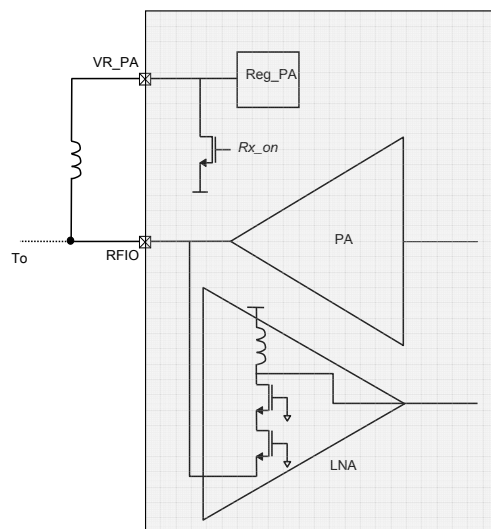 VR_PA
Reg_PA
Rx_on
PA
RFIO
To
LNA